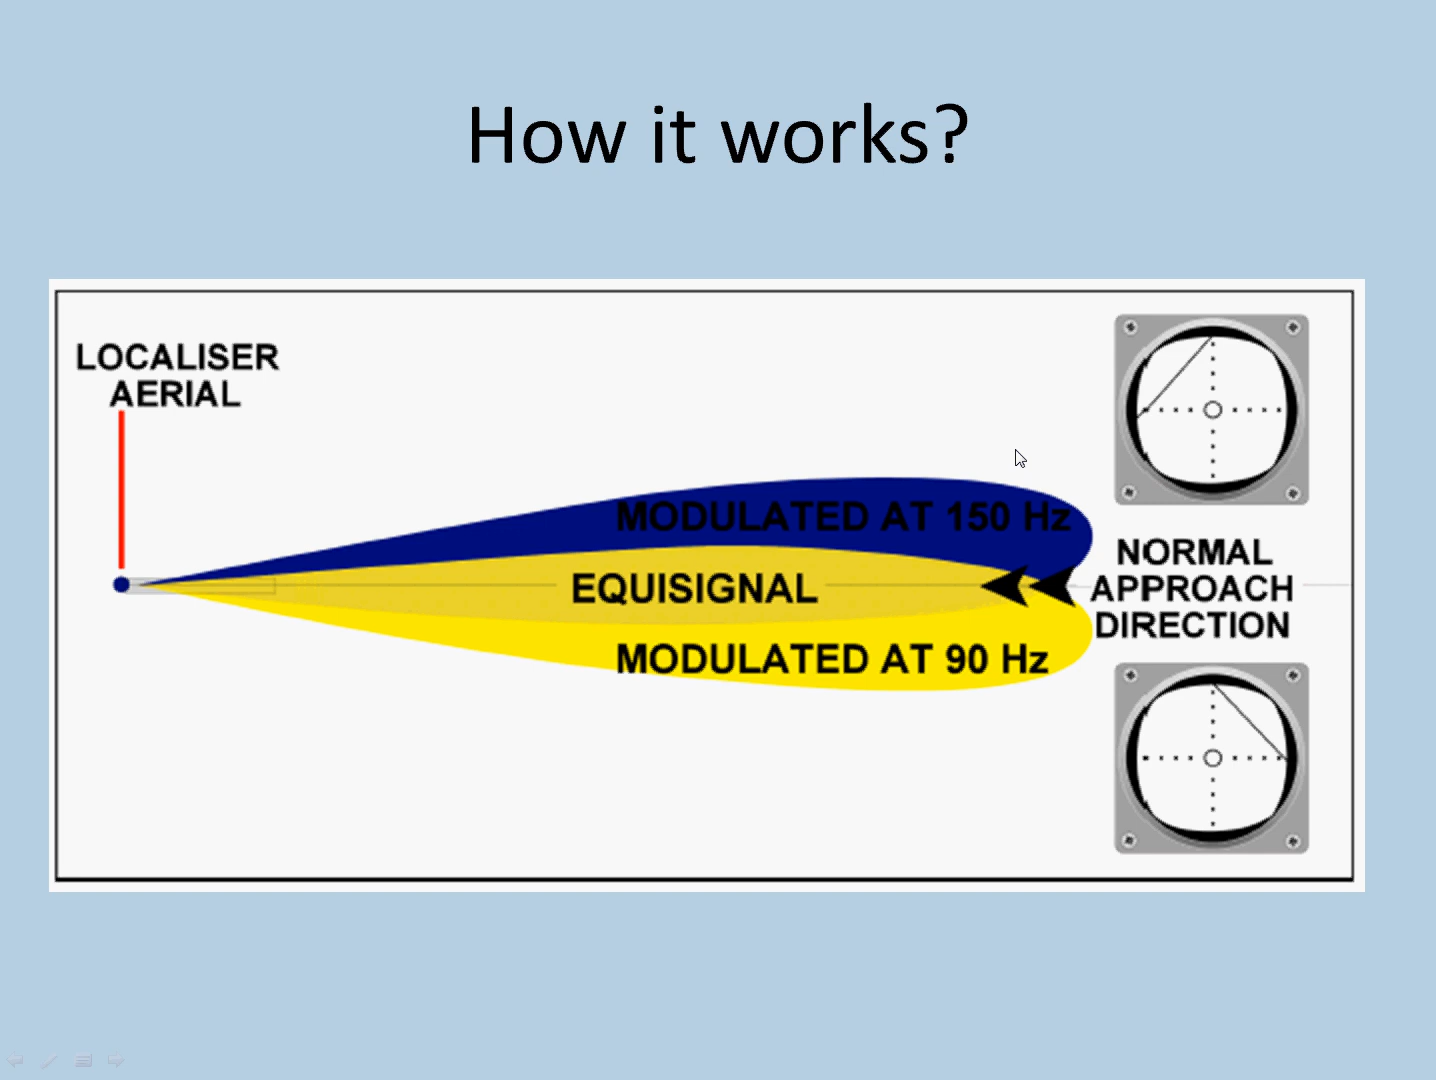 How it works?
LOCALISER
AERIAL
MODULATED AT 150 Hz
NORMAL
APPROACH
DIRECTION
EQUISIGNAL
MODULATED AT 90 Hz